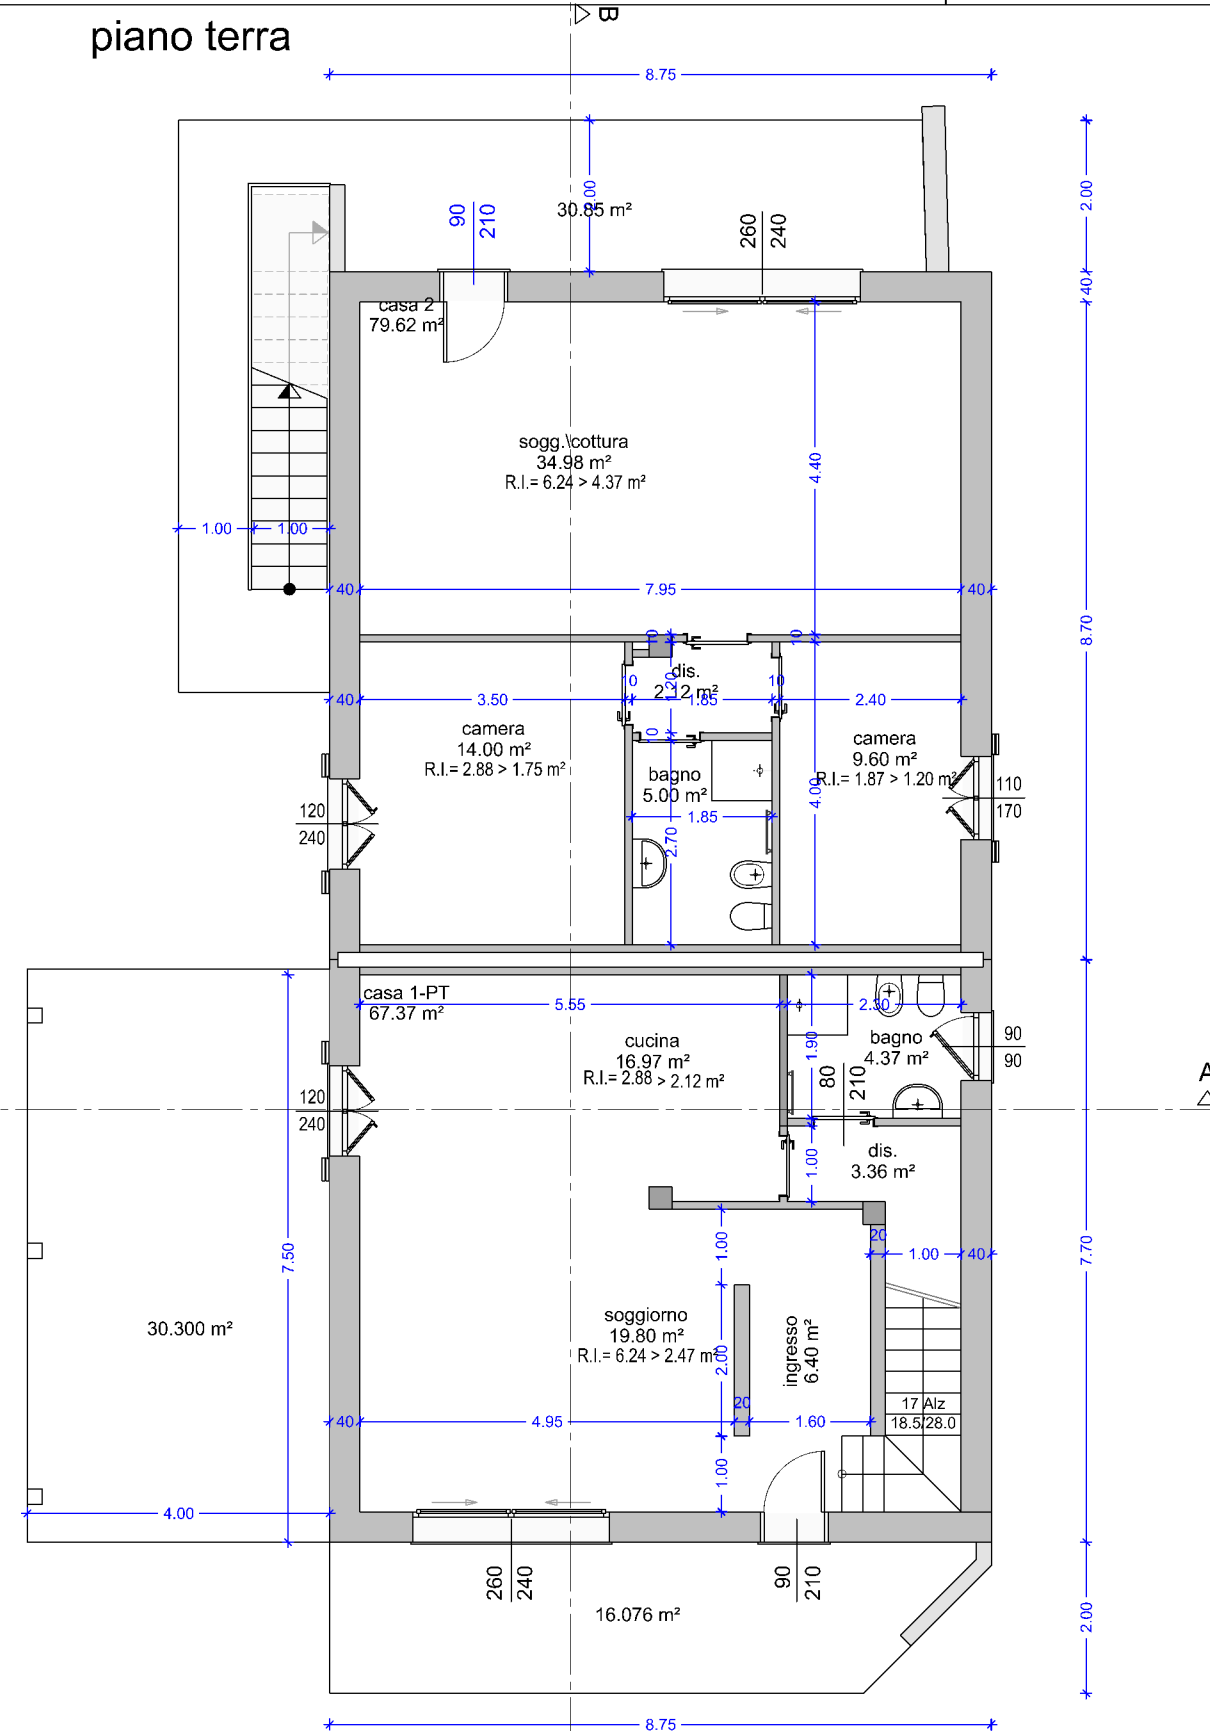 B
piano terra
8.75
2.00
30.85 m²
90
210
260
240
2.00
40
casa 2
79.62 m²
sogg.\cottura
34.98 m²
R.I.= 6.24 > 4.37 m²
4.40
1.00
1.00
40
7.95
40
8.70
10
10
dis.
2.12 m²
10
1.20
10
40
3.50
1.85
2.40
camera
14.00 m²
R.I.= 2.88 > 1.75 m²
camera
9.60 m²
R.I.= 1.87 > 1.20 m²
bagno
5.00 m²
4.00
1.85
2.70
120
240
110
170
casa 1-PT
67.37 m²
5.55
2.30
cucina
16.97 m²
R.I.= 2.88 > 2.12 m²
1.90
bagno
4.37 m²
90
90
80
210
A
120
240
1.00
dis.
3.36 m²
20
1.00
40
1.00
7.50
7.70
30.300 m²
soggiorno
19.80 m²
R.I.= 6.24 > 2.47 m²
2.00
ingresso
6.40 m²
20
17 Alz
18.5/28.0
40
4.95
1.60
1.00
4.00
260
240
90
210
16.076 m²
2.00
8.75